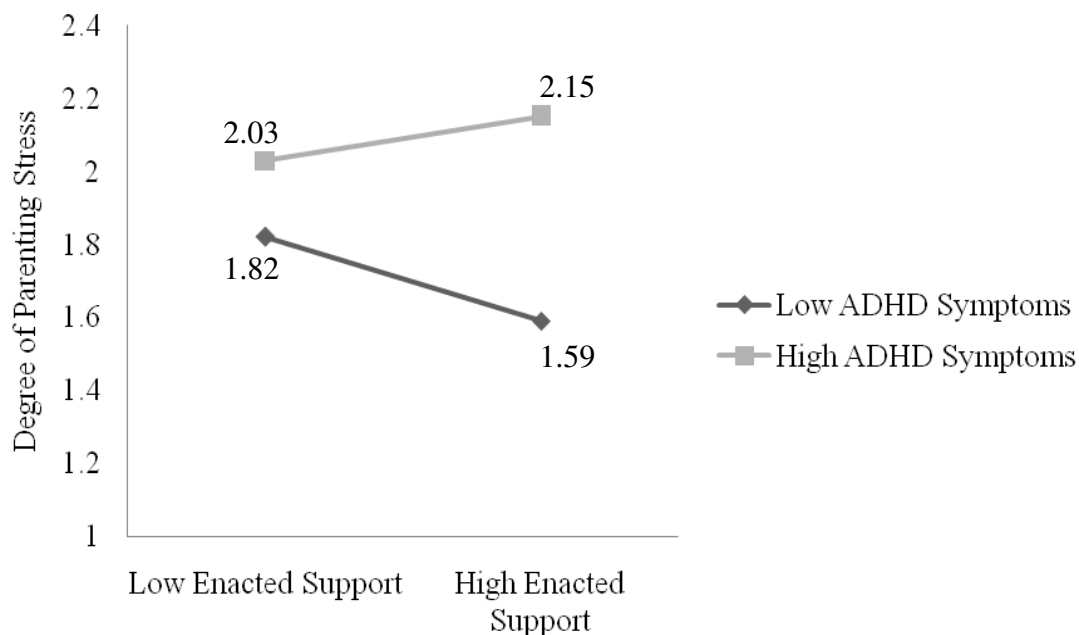 Degree of Parenting Stress
2.4
2.2
2
1.8
1.6
1.4
1.2
1
2.03
2.15
1.82
1.59
Low Enacted Support
High Enacted
Support
Low ADHD Symptoms
High ADHD Symptoms